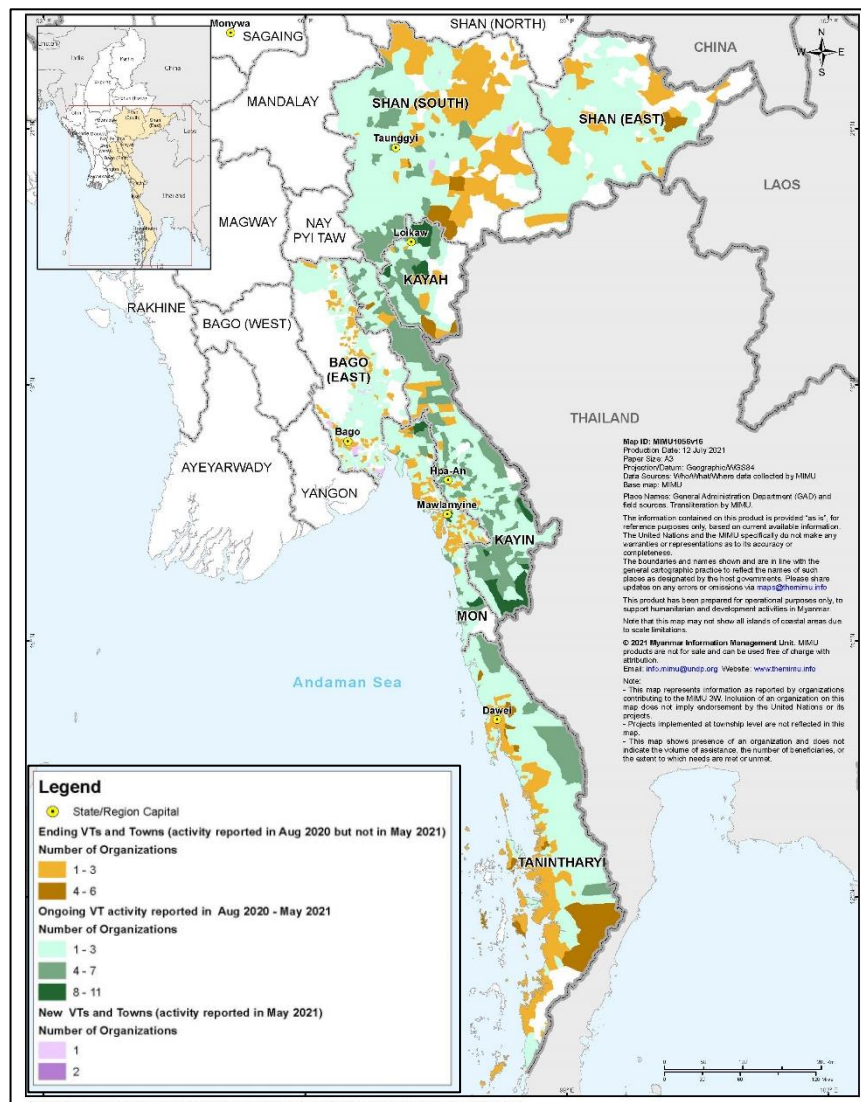 Monywa
SAGAING
SHAN (NORTH)
CHINA
N
W E
S
India
China
Laos
Thailand
MANDALAY
SHAN (SOUTH)
SHAN (EAST)
Taunggyi
LAOS
MAGWAY
NAY
PYI TAW
Loikaw
KAYAH
RAKHINE
BAGO (WEST)
BAGO
(EAST)
THAILAND
Bago
AYEYARWADY
YANGON
Hpa-An
Mawlamyine
KAYIN
MON
Andaman Sea
Dawei
TANINTHARYI
Map ID: MIMU1056v16
Production Date: 12 July 2021
Paper Size: A3
Projection/Datum: Geographic/WGS84
Data Sources: Who/What/Where data collected by MIMU
Base map: MIMU
Place Names: General Administration Department (GAD) and
field sources. Transliteration by MIMU.
The information contained on this product is provided "as is", for
reference purposes only, based on current available information.
The United Nations and the MIMU specifically do not make any
warranties or representations as to its accuracy or
completeness.
The boundaries and names shown and are in line with the
general cartographic practice to reflect the names of such
places as designated by the host governments. Please share
updates on any errors or omissions via maps@themimu.info
This product has been prepared for operational purposes only, to
support humanitarian and development activities in Myanmar.
Note that this map may not show all islands of coastal areas due
to scale limitations.
© 2021 Myanmar Information Management Unit. MIMU
products are not for sale and can be used free of charge with
attribution.
Email: info.mimu@undp.org Website: www.themimu.info
Note:
- This map represents information as reported by organizations
contributing to the MIMU 3W. Inclusion of an organization on this
map does not imply endorsement by the United Nations or its
projects.
- Projects implemented at township level are not reflected in this
map.
- This map shows presence of an organization and does not
indicate the volume of assistance, the number of beneficiaries, or
the extent to which needs are met or unmet.
Legend
State/Region Capital
Ending VTs and Towns (activity reported in Aug 2020 but not in May 2021)
Number of Organizations
1 - 3
4 - 6
Ongoing VT activity reported in Aug 2020 - May 2021
Number of Organizations
1 - 3
4 - 7
8 - 11
New VTs and Towns (activity reported in May 2021)
Number of Organizations
1
2